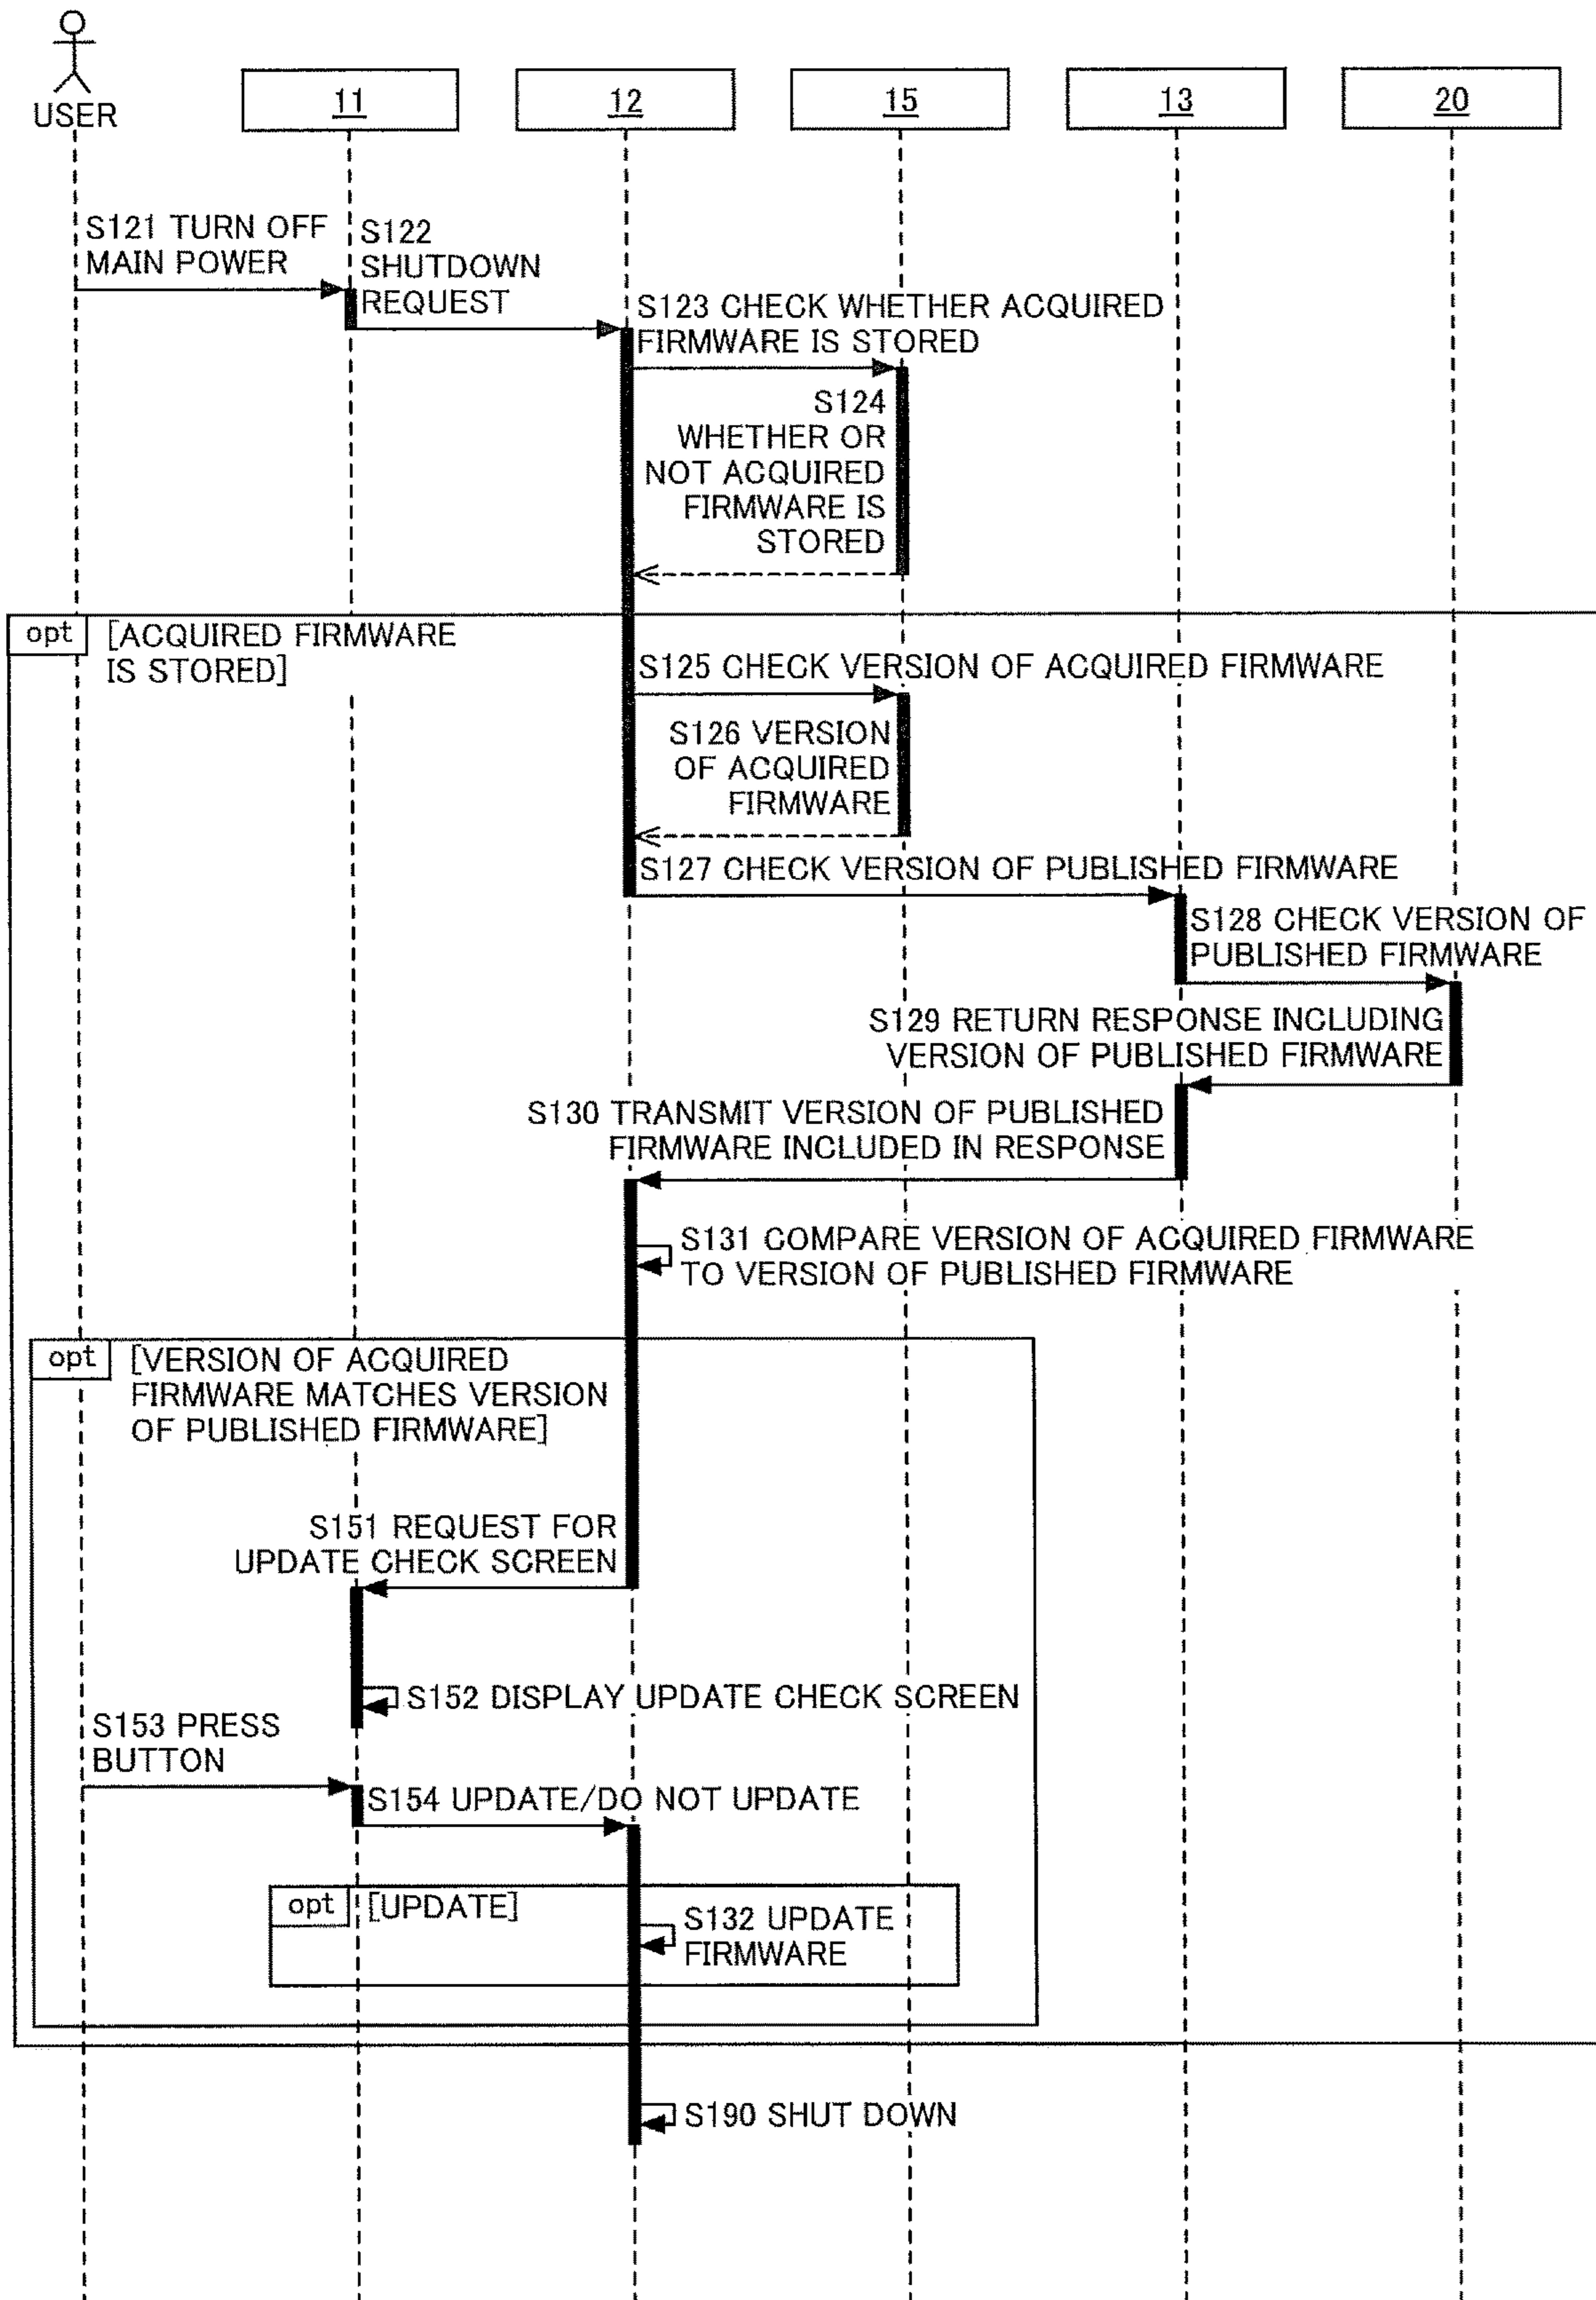 USER
11
12
15
13
20
S121 TURN OFF
MAIN POWER
S122
SHUTDOWN
REQUEST
S123 CHECK WHETHER ACQUIRED
FIRMWARE IS STORED
S124
WHETHER OR
NOT ACQUIRED
FIRMWARE IS
STORED
opt
[ACQUIRED FIRMWARE
IS STORED]
S125 CHECK VERSION OF ACQUIRED FIRMWARE
S126 VERSION
OF ACQUIRED
FIRMWARE
S127 CHECK VERSION OF PUBLISHED FIRMWARE
S128 CHECK VERSION OF
PUBLISHED FIRMWARE
S129 RETURN RESPONSE INCLUDING
VERSION OF PUBLISHED FIRMWARE
S130 TRANSMIT VERSION OF PUBLISHED
FIRMWARE INCLUDED IN RESPONSE
S131 COMPARE VERSION OF ACQUIRED FIRMWARE
TO VERSION OF PUBLISHED FIRMWARE
opt
[VERSION OF ACQUIRED
FIRMWARE MATCHES VERSION
OF PUBLISHED FIRMWARE]
S151 REQUEST FOR
UPDATE CHECK SCREEN
S152 DISPLAY UPDATE CHECK SCREEN
S153 PRESS
BUTTON
S154 UPDATE/DO NOT UPDATE
opt
[UPDATE]
S132 UPDATE
FIRMWARE
S190 SHUT DOWN